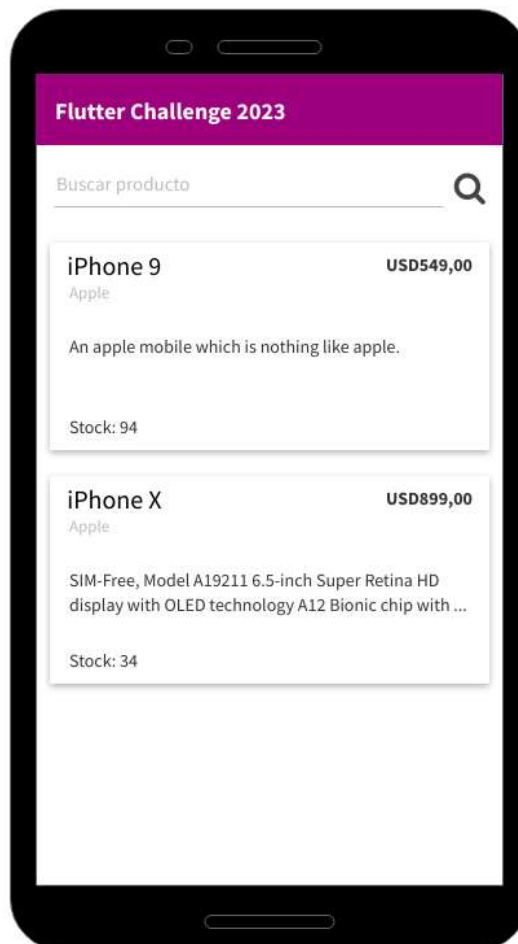 Flutter Challenge 2023
Buscar producto
iPhone 9
USD549,00
Apple
An apple mobile which is nothing like apple.
Stock: 94
iPhone X
USD899,00
Apple
SIM-Free, Model A19211 6.5-inch Super Retina HD
display with OLED technology A12 Bionic chip with ...
Stock: 34